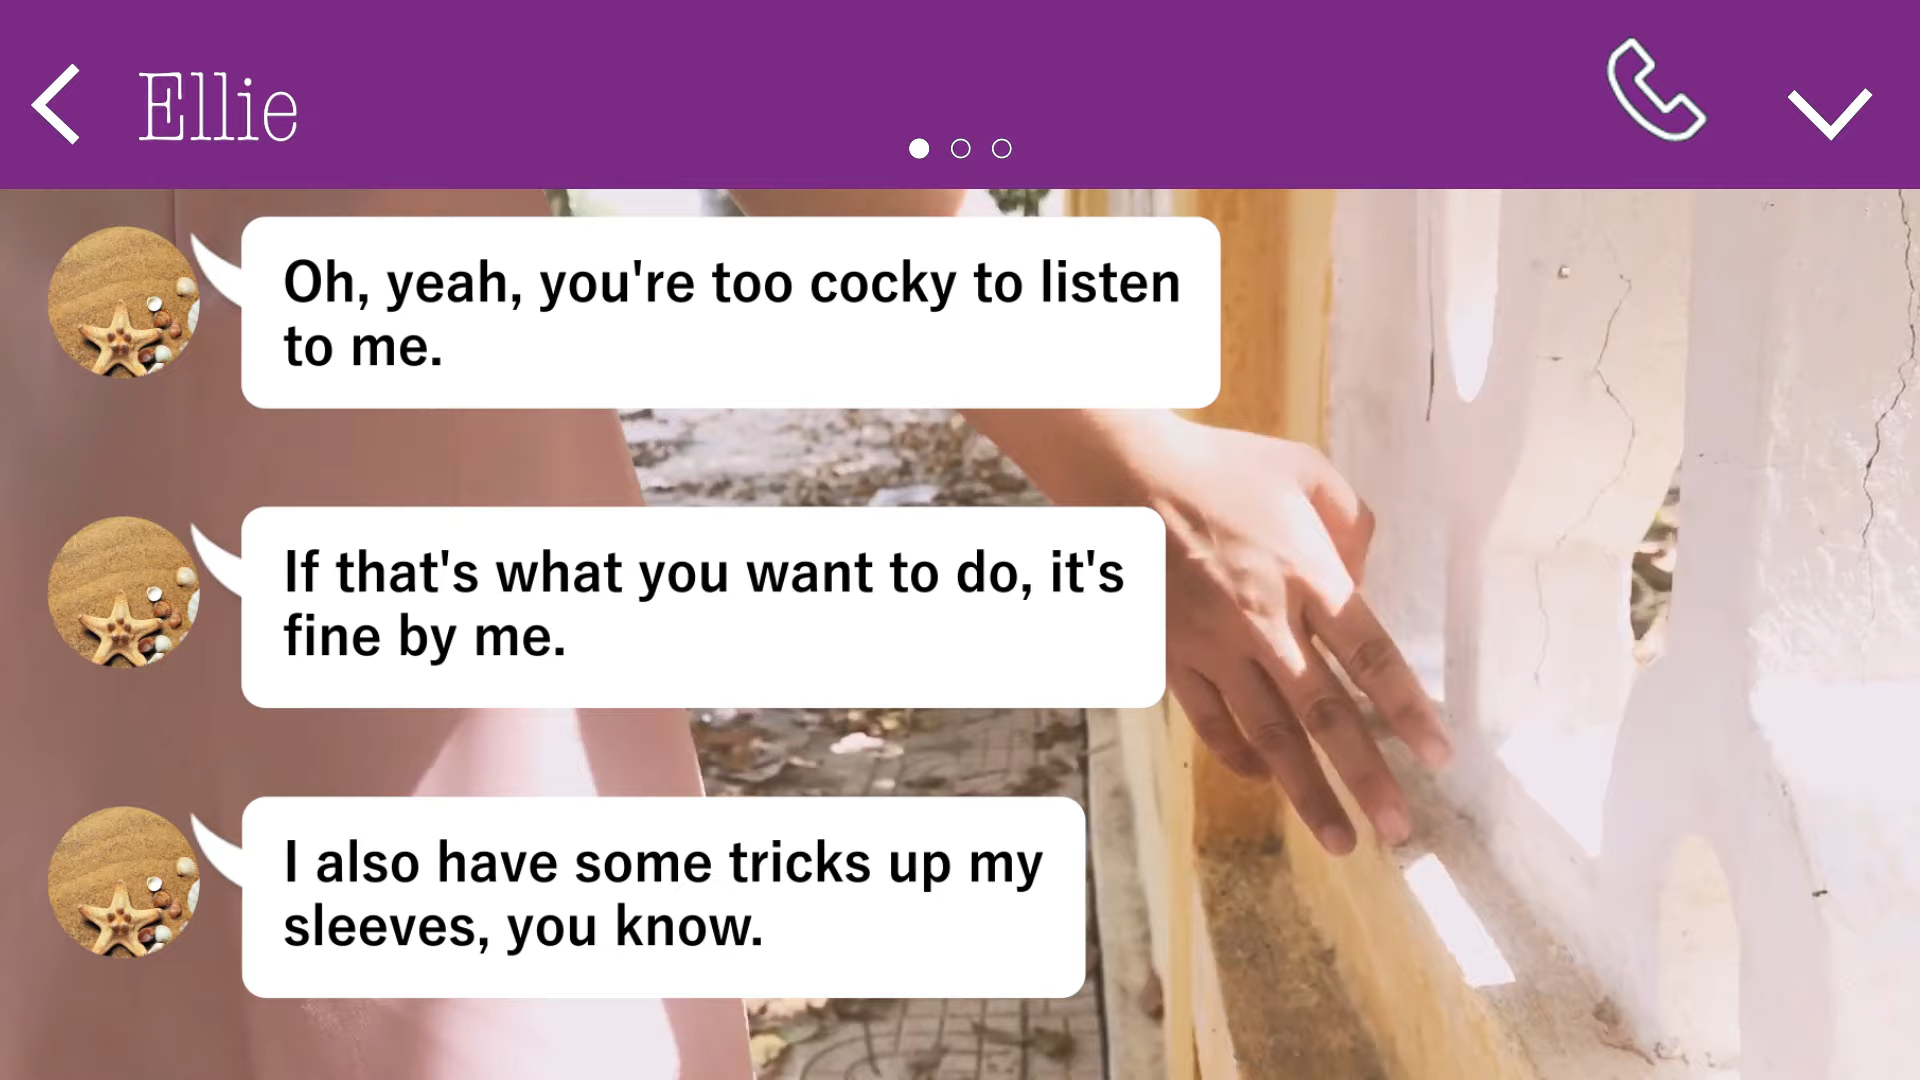 Ellie
Oh, yeah, you're too cocky to listen
to me.
If that's what you want to do, it's
fine by me.
I also have some tricks up my
sleeves, you know.